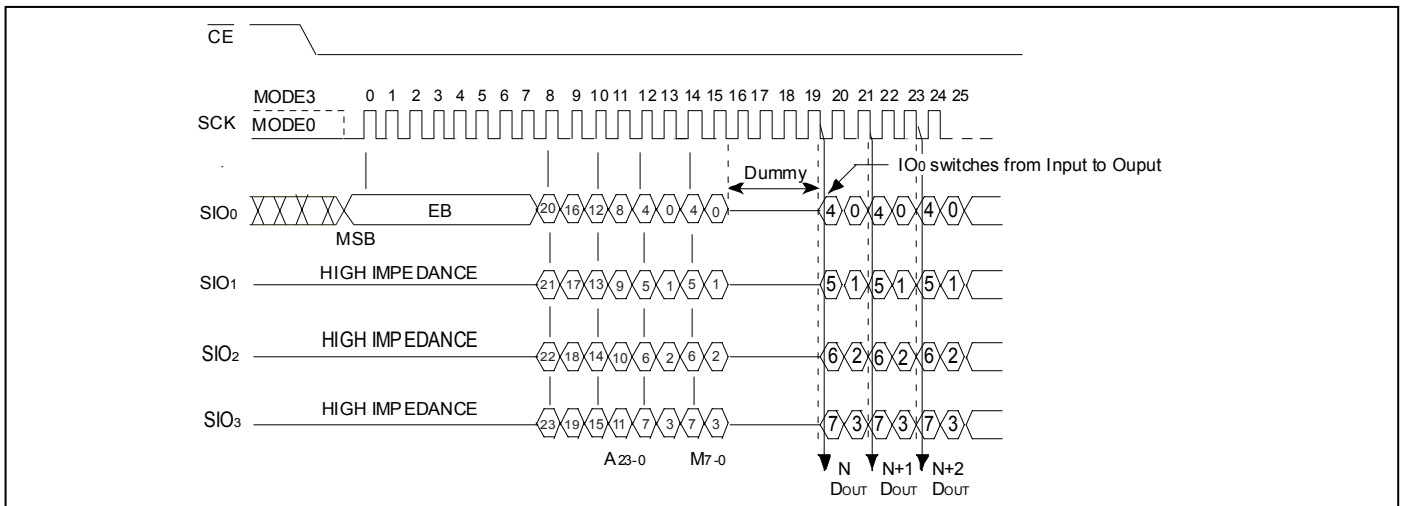 CE
MODE3 0 1 2 3 4 5 6 7 8 9 10 11 12 13 14 15 16 17 18 19 20 21 22 23 24 25
SCK MODE0
Dummy IO0 switches from Input to Ouput
SIO0 EB 20 16 12 8 4 0 4 0 4 0 4 0 4 0
MSB
SIO1 HIGH IMPEDANCE 21 17 13 9 5 1 5 1 5 1 5 1 5 1
SIO2 HIGH IMPEDANCE 22 18 14 10 6 2 6 2 6 2 6 2 6 2
SIO3 HIGH IMPEDANCE 23 19 15 11 7 3 7 3 7 3 7 3 7 3
A23-0 M7-0 N N+1 N+2
DOUT DOUT DOUT